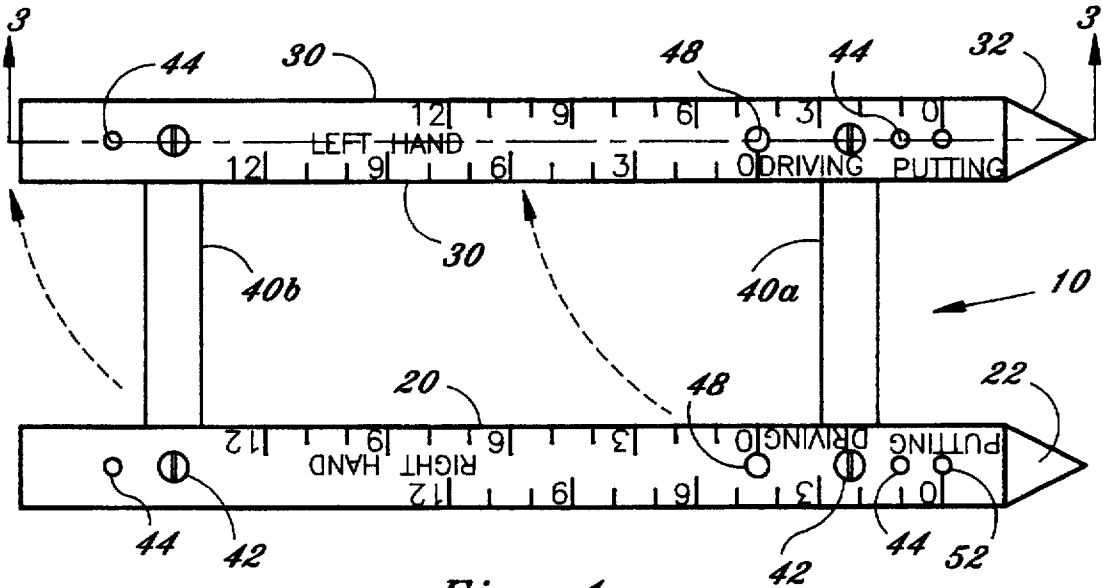 3 3
44 30 48 44 32
12 9 6 3 0
LEFT HAND
12 9 6 3 0 DRIVING PUTTING
30
40b 40a 10
20 48 22
12 9 6 3 0 DRIVING PUTTING
RIGHT HAND
12 9 6 3 0
44 42 42 44 52